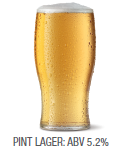 PINT LAGER: ABV 5.2%